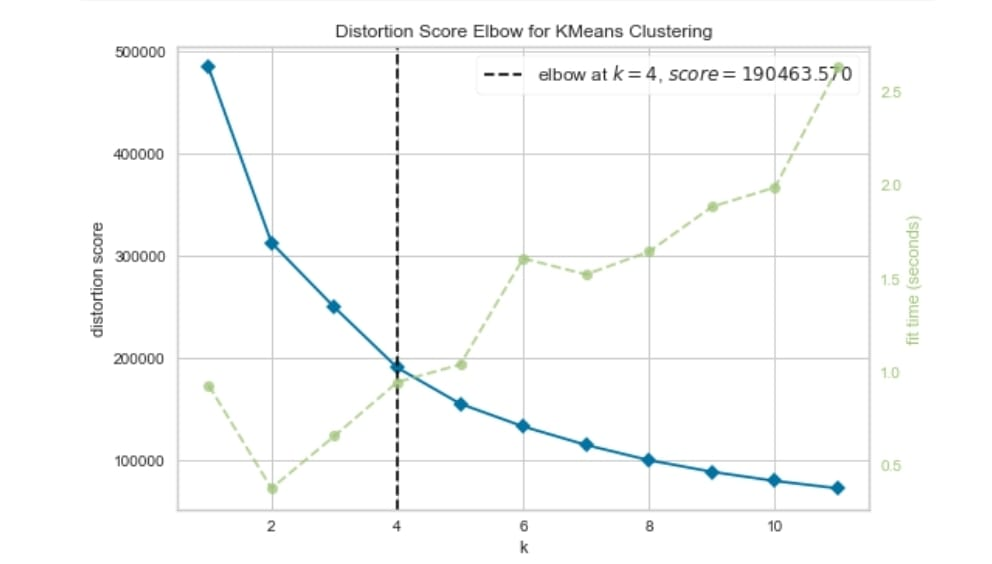 Distortion Score Elbow for KMeans Clustering
elbow at k = 4, score = 190463.570
500000
400000
300000
200000
100000
distortion score
2.5
2.0
1.5
1.0
0.5
fit time (seconds)
2 4 6 8 10
k